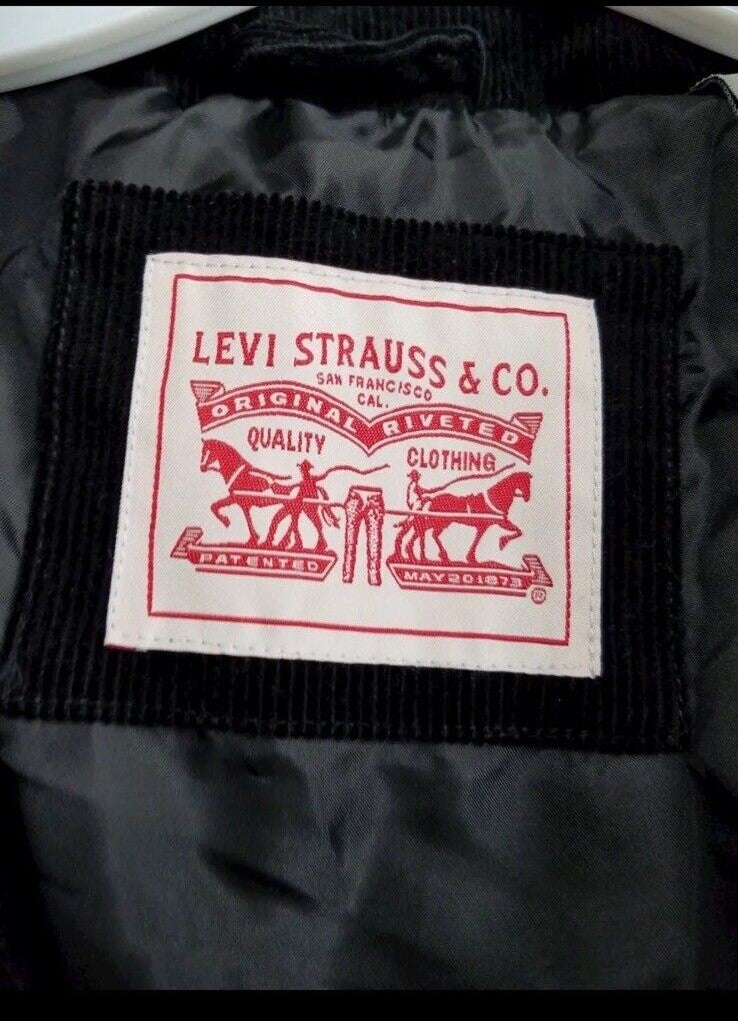 LEVI STRAUSS & CO.
SAN FRANCISCO
CAL.
ORIGINAL RIVETED
QUALITY CLOTHING
PATENTED MAY 20 1873
®